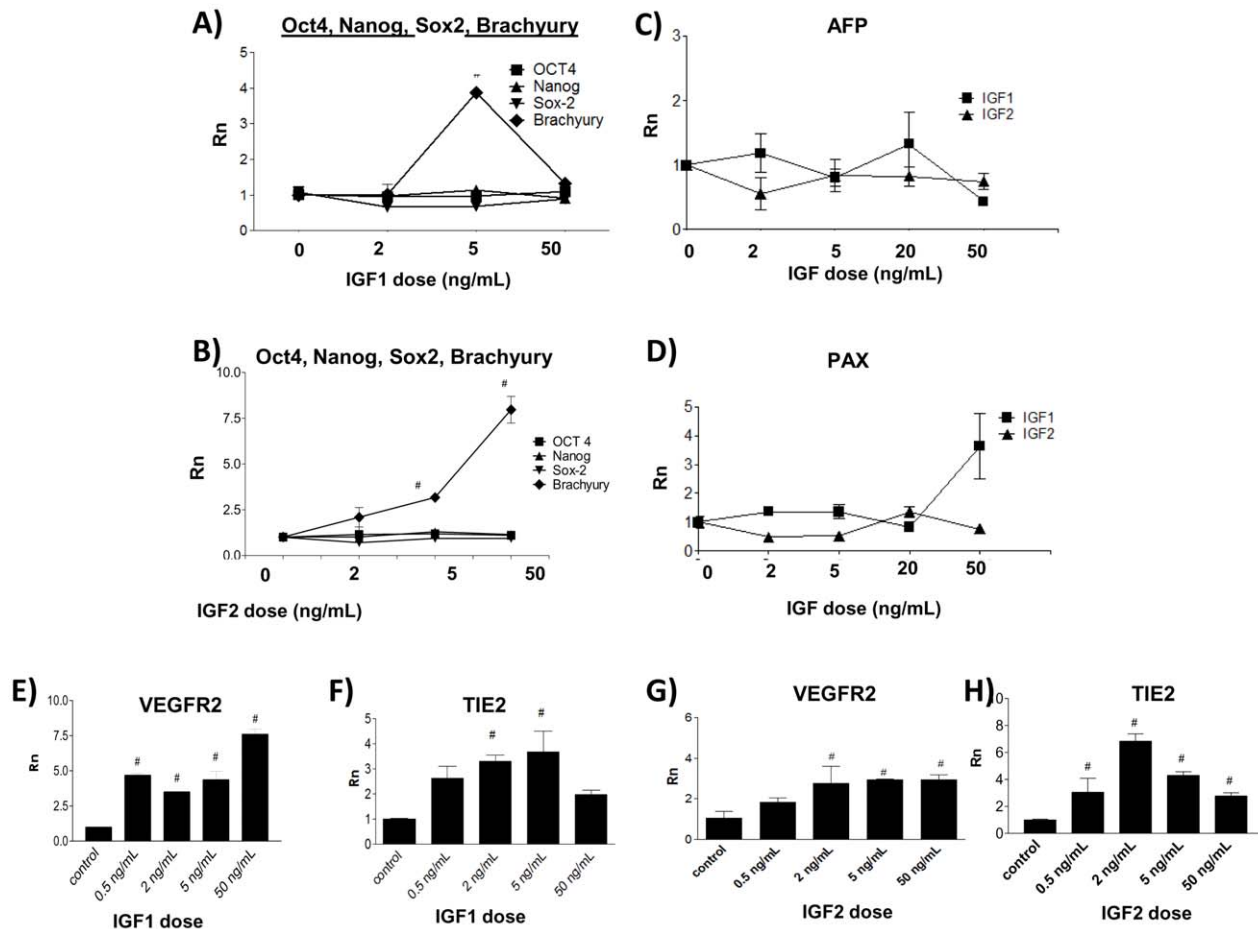 A)
Oct4, Nanog, Sox2, Brachyury
5
4
3
2
1
0
Rn
#
OCT4
Nanog
Sox-2
Brachyury
0 2 5 50
IGF1 dose (ng/mL)
C)
AFP
3
2
1
0
Rn
IGF1
IGF2
0 2 5 20 50
IGF dose (ng/mL)
B)
Oct4, Nanog, Sox2, Brachyury
10.0
7.5
5.0
2.5
0.0
Rn
#
#
OCT 4
Nanog
Sox-2
Brachyury
0 2 5 50
IGF2 dose (ng/mL)
D)
PAX
5
4
3
2
1
0
Rn
IGF1
IGF2
0 2 5 20 50
IGF dose (ng/mL)
E)
VEGFR2
10.0
7.5
5.0
2.5
0.0
Rn
# # # #
control 0.5 ng/mL 2 ng/mL 5 ng/mL 50 ng/mL
IGF1 dose
F)
TIE2
5
4
3
2
1
0
Rn
# #
control 0.5 ng/mL 2 ng/mL 5 ng/mL 50 ng/mL
IGF1 dose
G)
VEGFR2
6
4
2
0
Rn
# # #
control 0.5 ng/mL 2 ng/mL 5 ng/mL 50 ng/mL
IGF2 dose
H)
TIE2
10
8
6
4
2
0
Rn
# # # #
control 0.5 ng/mL 2 ng/mL 5 ng/mL 50 ng/mL
IGF2 dose